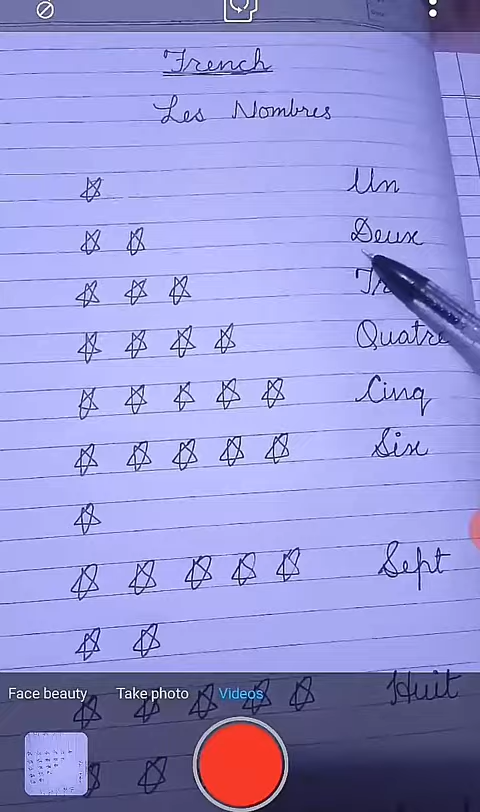 French
Les Nombres
Un
Deux
Quatre
Cinq
Six
Sept
Huit
Face beauty Take photo Videos